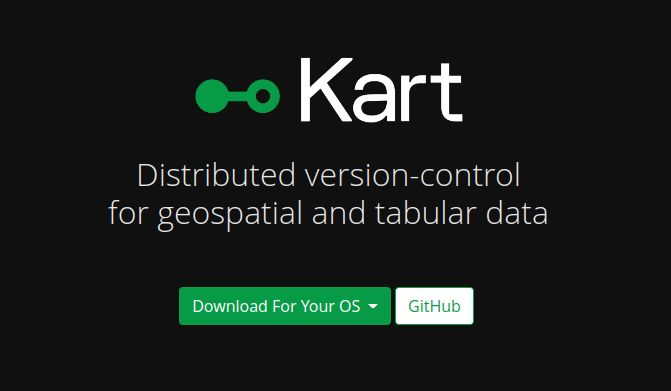 Kart
Distributed version-control
for geospatial and tabular data
Download For Your OS
GitHub